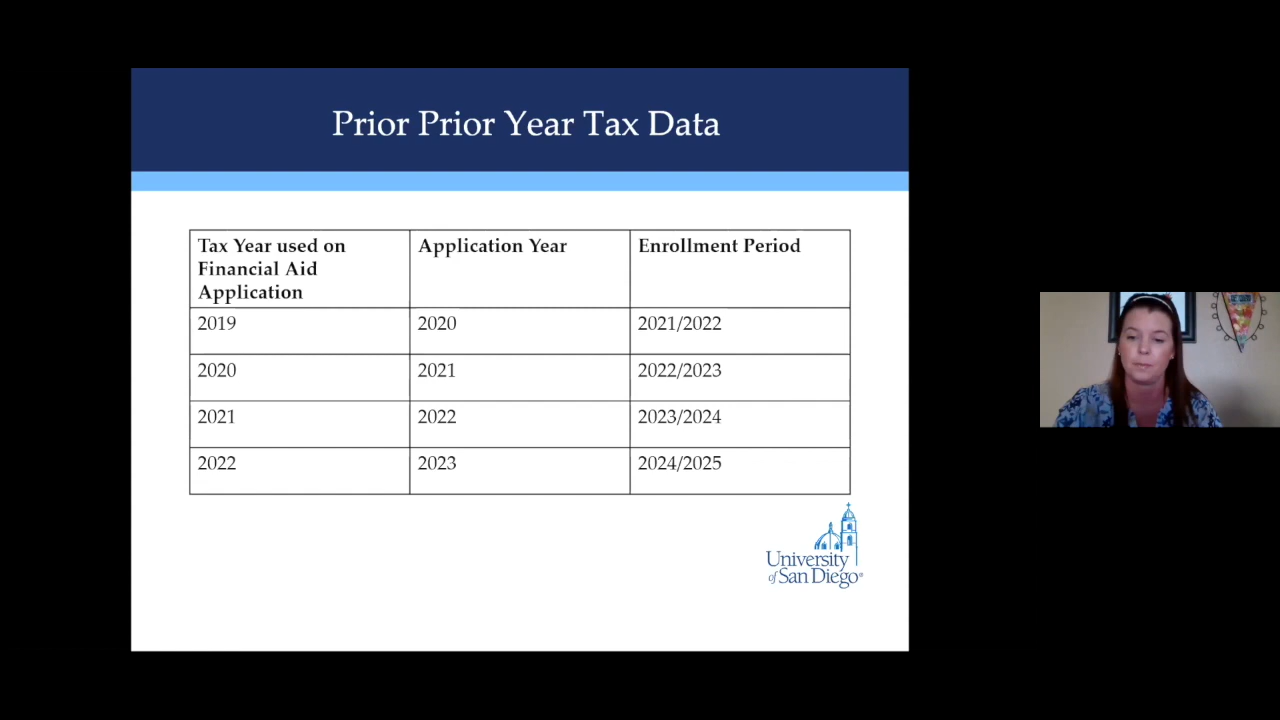 Prior Prior Year Tax Data
Tax Year used on
Financial Aid
Application
Application Year
Enrollment Period
2019
2020
2021/2022
2020
2021
2022/2023
2021
2022
2023/2024
2022
2023
2024/2025
University
of San Diego®